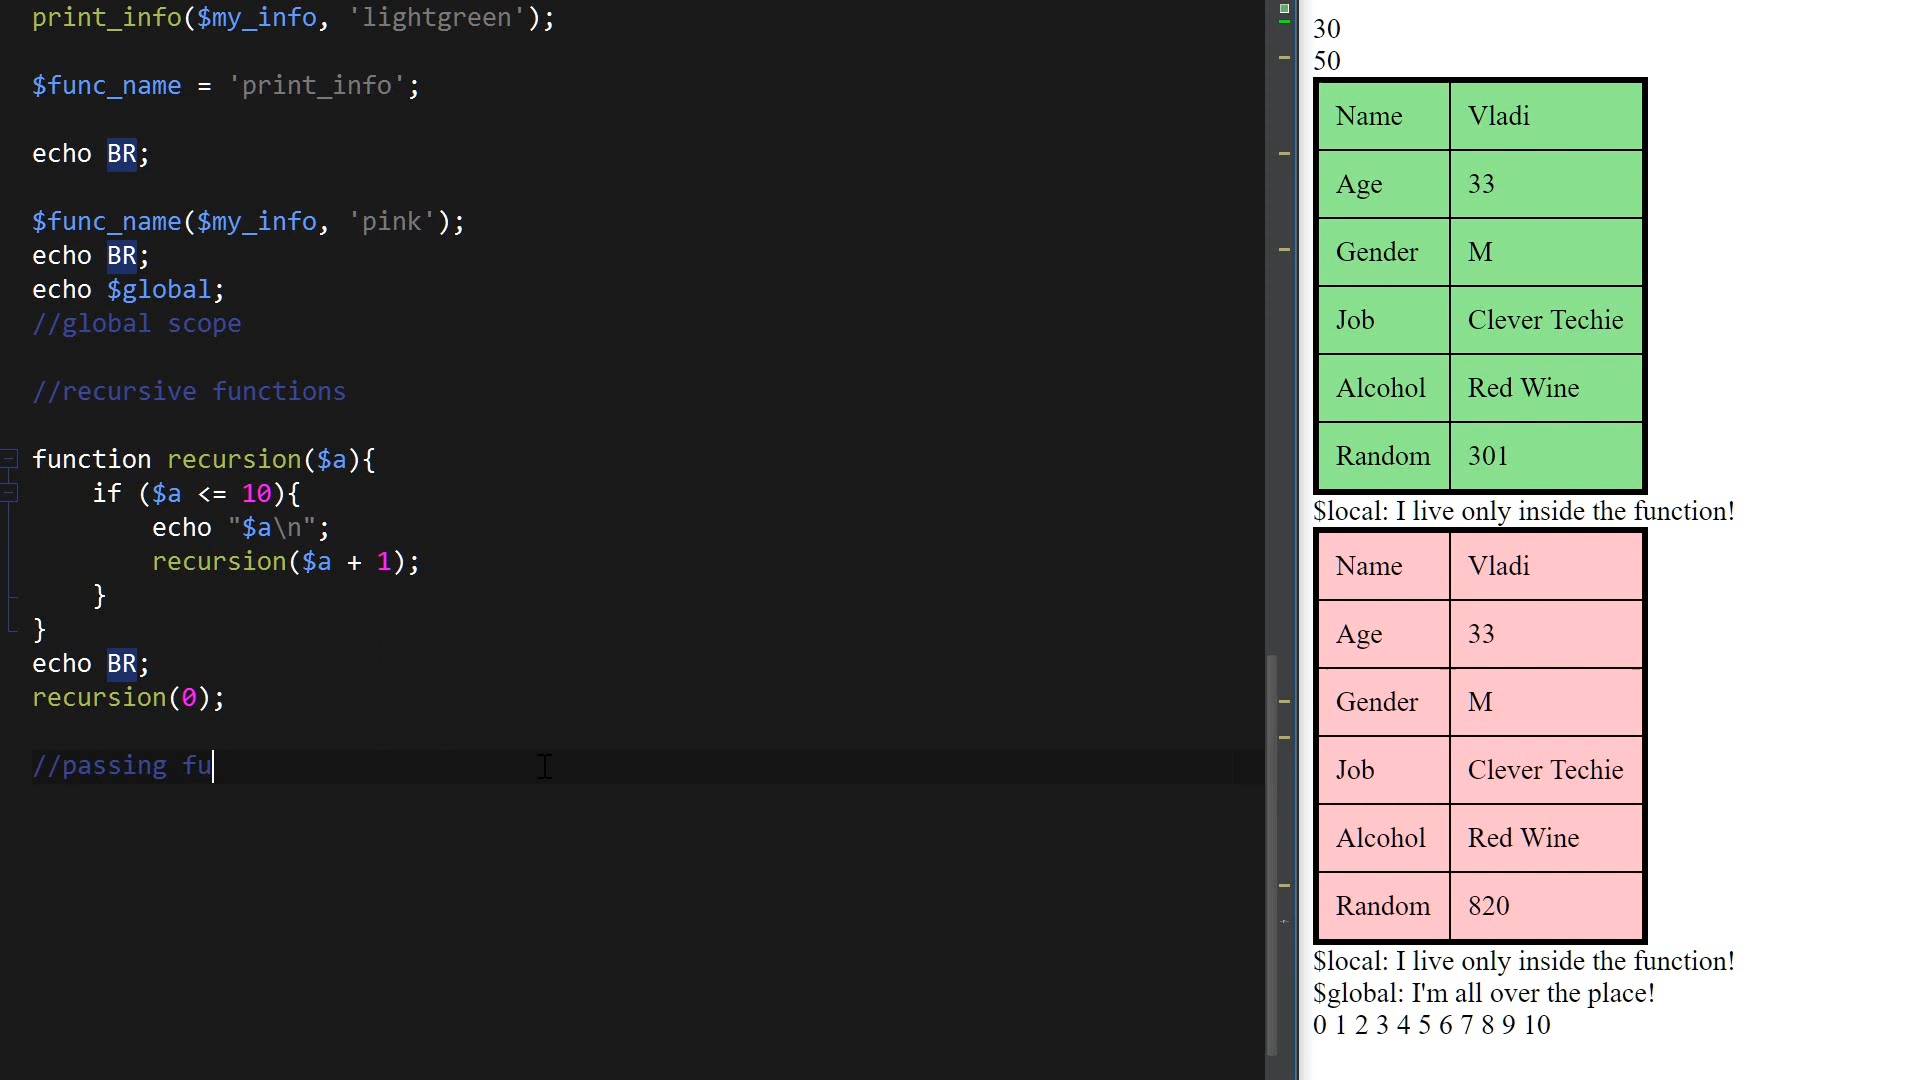 print_info($my_info, 'lightgreen');
$func_name = 'print_info';
echo BR;
$func_name($my_info, 'pink');
echo BR;
echo $global;
//global scope
//recursive functions
function recursion($a){
    if ($a <= 10){
        echo "$a\n";
        recursion($a + 1);
    }
}
echo BR;
recursion(0);
//passing fu
30
50
Name Vladi
Age 33
Gender M
Job Clever Techie
Alcohol Red Wine
Random 301
$local: I live only inside the function!
Name Vladi
Age 33
Gender M
Job Clever Techie
Alcohol Red Wine
Random 820
$local: I live only inside the function!
$global: I'm all over the place!
0 1 2 3 4 5 6 7 8 9 10